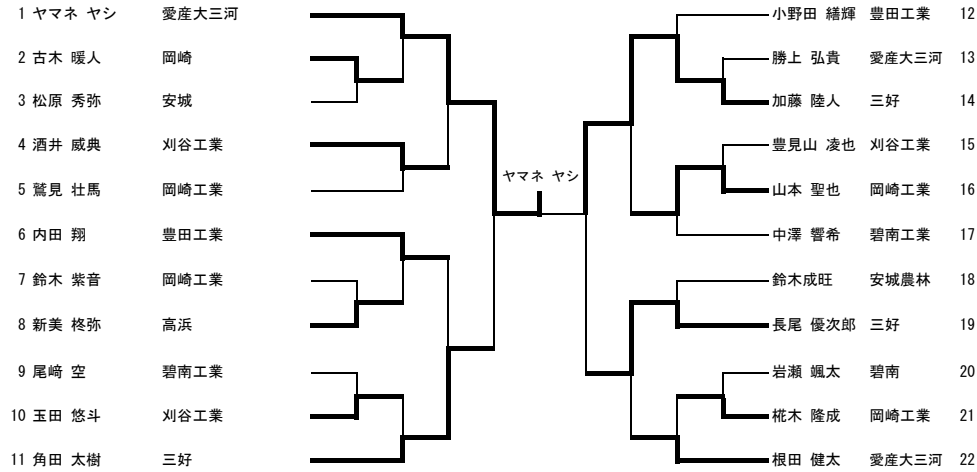 1 ヤマネ ヤシ 愛産大三河
2 古木 暖人 岡崎
3 松原 秀弥 安城
4 酒井 威典 刈谷工業
5 鷲見 壮馬 岡崎工業
6 内田 翔 豊田工業
7 鈴木 紫音 岡崎工業
8 新美 柊弥 高浜
9 尾﨑 空 碧南工業
10 玉田 悠斗 刈谷工業
11 角田 太樹 三好
ヤマネ ヤシ
小野田 繕輝 豊田工業 12
勝上 弘貴 愛産大三河 13
加藤 陸人 三好 14
豊見山 凌也 刈谷工業 15
山本 聖也 岡崎工業 16
中澤 響希 碧南工業 17
鈴木成旺 安城農林 18
長尾 優次郎 三好 19
岩瀬 颯太 碧南 20
椛木 隆成 岡崎工業 21
根田 健太 愛産大三河 22